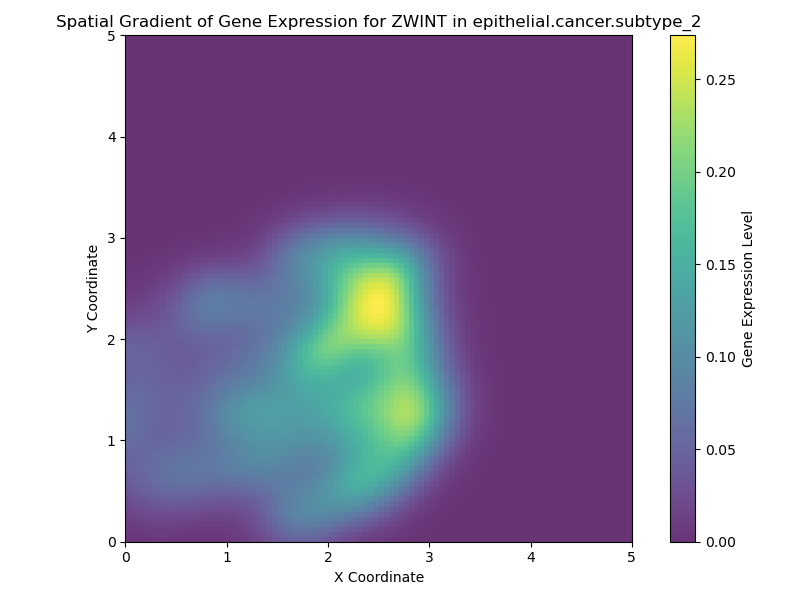 Spatial Gradient of Gene Expression for ZWINT in epithelial.cancer.subtype_2
5
4
3
2
1
0
Y Coordinate
0 1 2 3 4 5
X Coordinate
0.25
0.20
0.15
0.10
0.05
0.00
Gene Expression Level